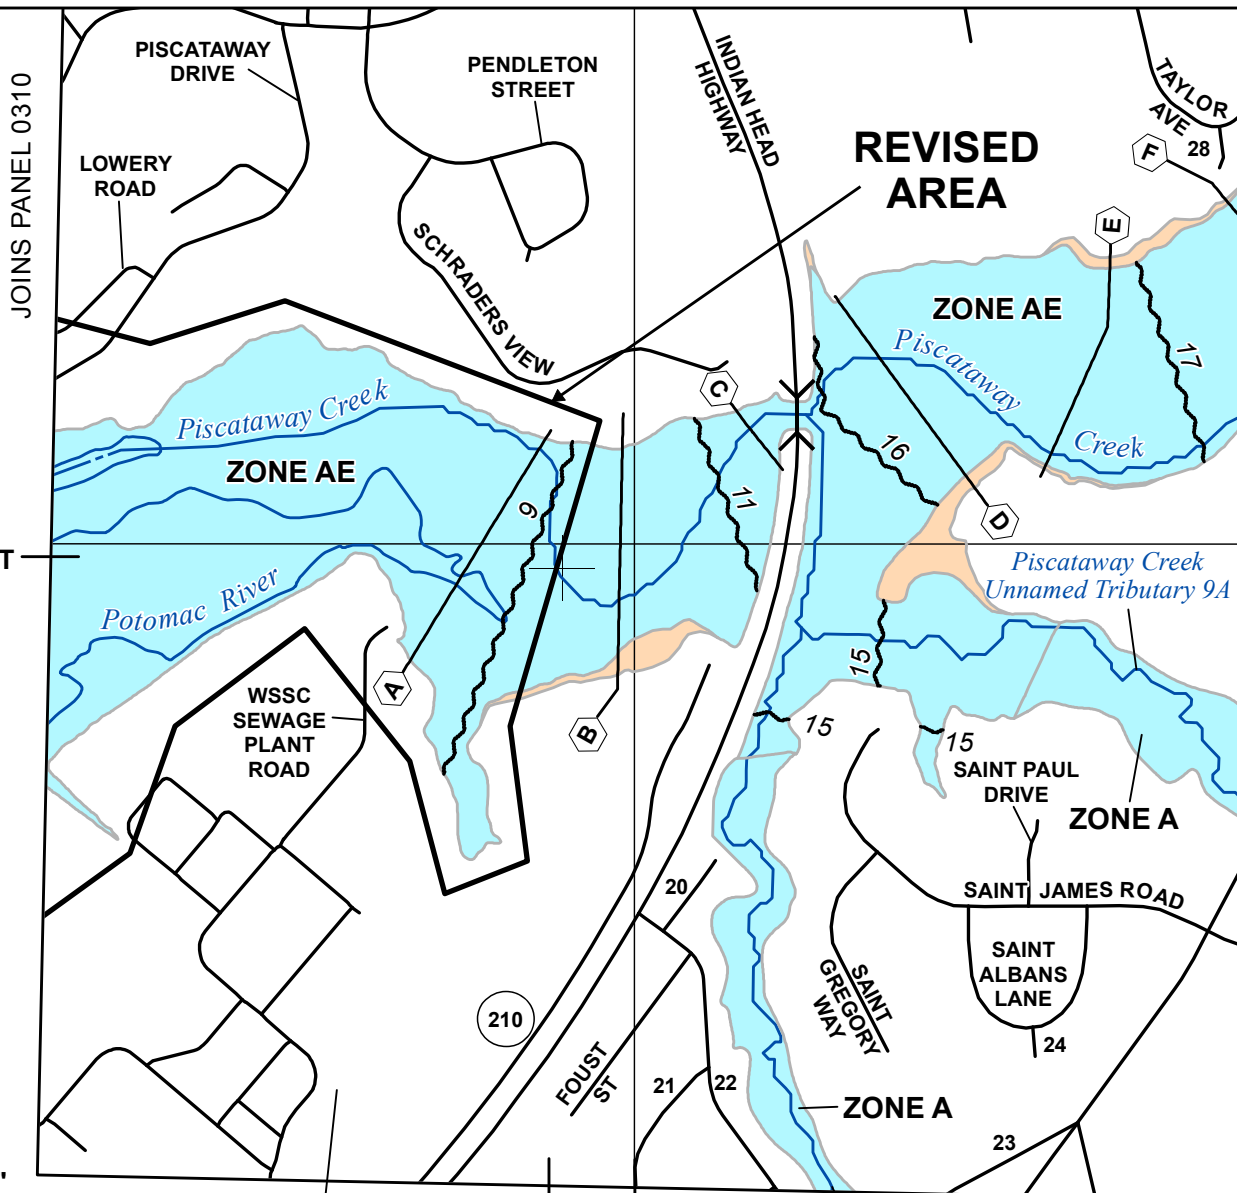 JOINS PANEL 0310
PISCATAWAY
DRIVE
PENDLETON
STREET
LOWERY
ROAD
SCHRADERS VIEW
INDIAN HEAD
HIGHWAY
REVISED
AREA
TAYLOR
AVE
28
F
E
ZONE AE
Piscataway
Creek
17
16
C
11
D
Piscataway Creek
ZONE AE
9
T
Potomac River
A
B
WSSC
SEWAGE
PLANT
ROAD
Piscataway Creek
Unnamed Tributary 9A
15
15
15
SAINT PAUL
DRIVE
ZONE A
SAINT JAMES ROAD
SAINT
ALBANS
LANE
24
SAINT
GREGORY
WAY
20
210
FOUST
ST
21
22
ZONE A
23